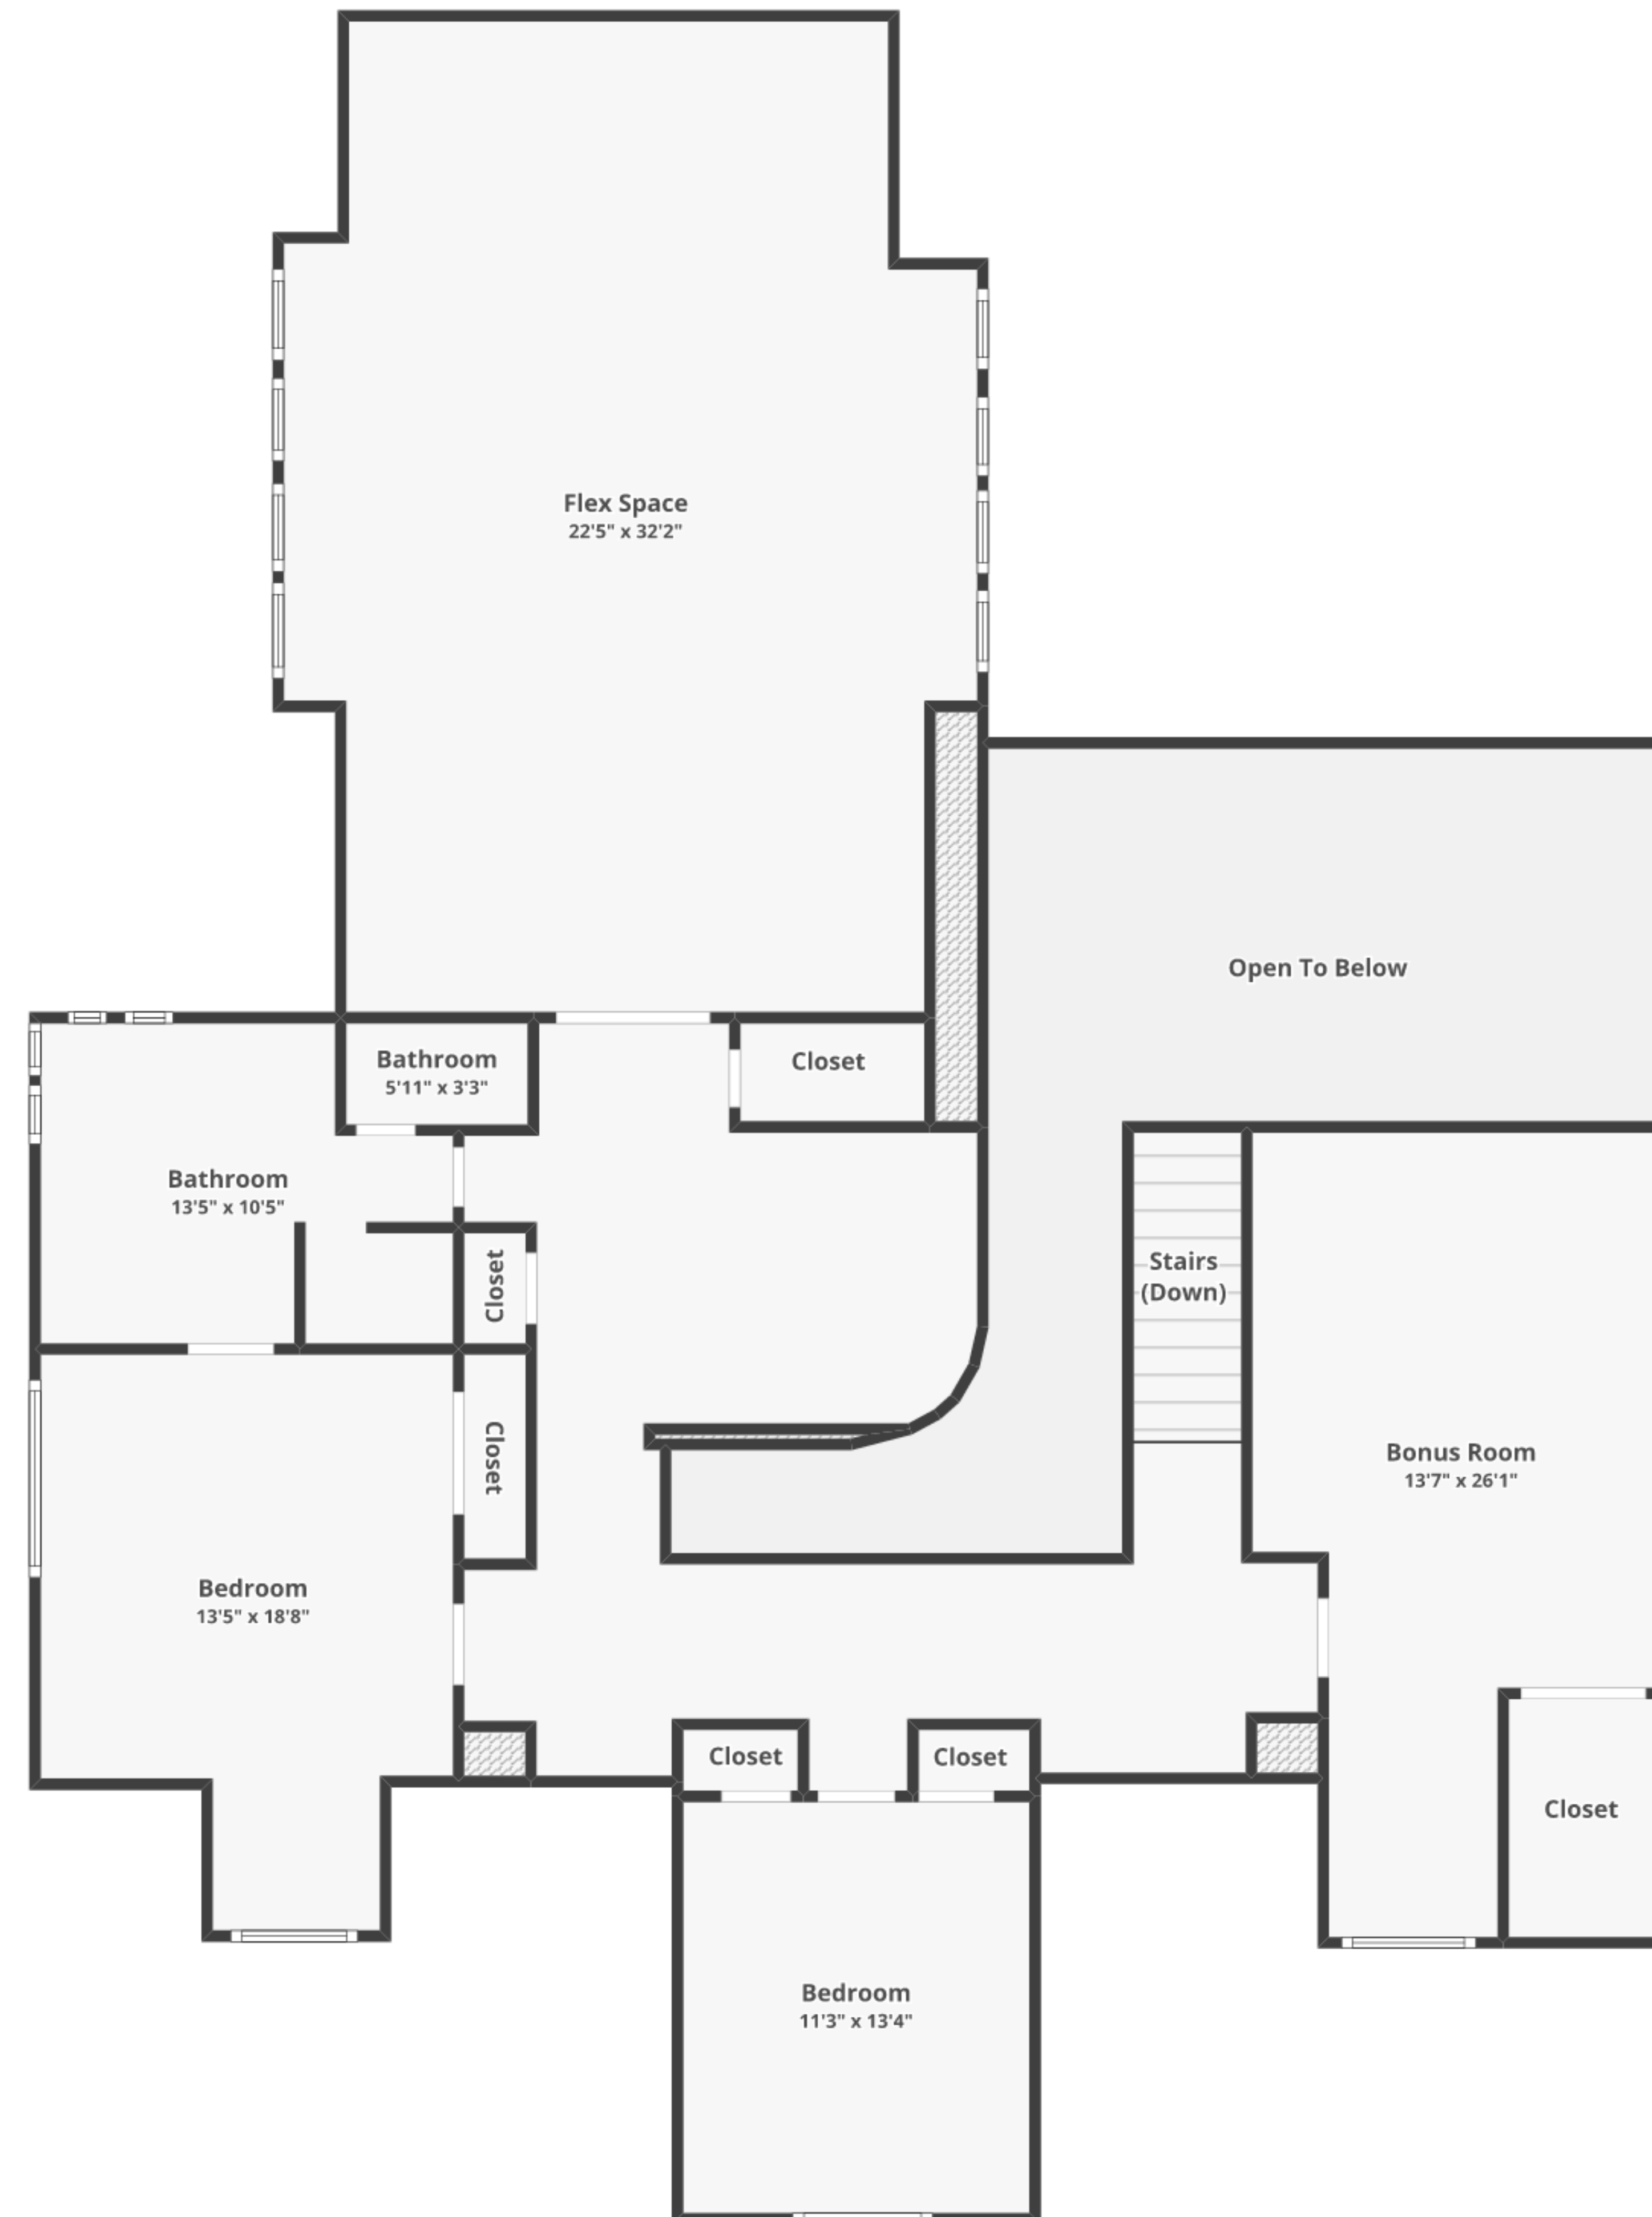 Flex Space
22'5" x 32'2"
Open To Below
Bathroom
5'11" x 3'3"
Closet
Bathroom
13'5" x 10'5"
Closet
Stairs
(Down)
Closet
Bonus Room
13'7" x 26'1"
Bedroom
13'5" x 18'8"
Closet
Closet
Closet
Bedroom
11'3" x 13'4"